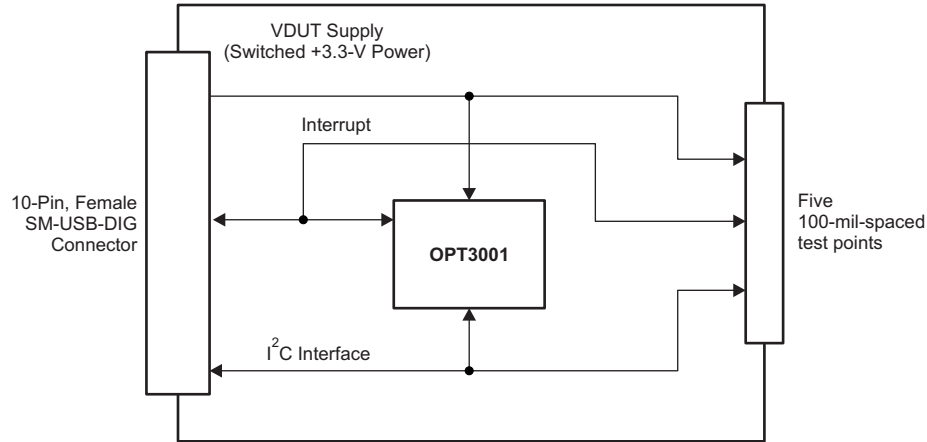 VDUT Supply
(Switched +3.3-V Power)
Interrupt
10-Pin, Female
SM-USB-DIG
Connector
OPT3001
Five
100-mil-spaced
test points
I²C Interface